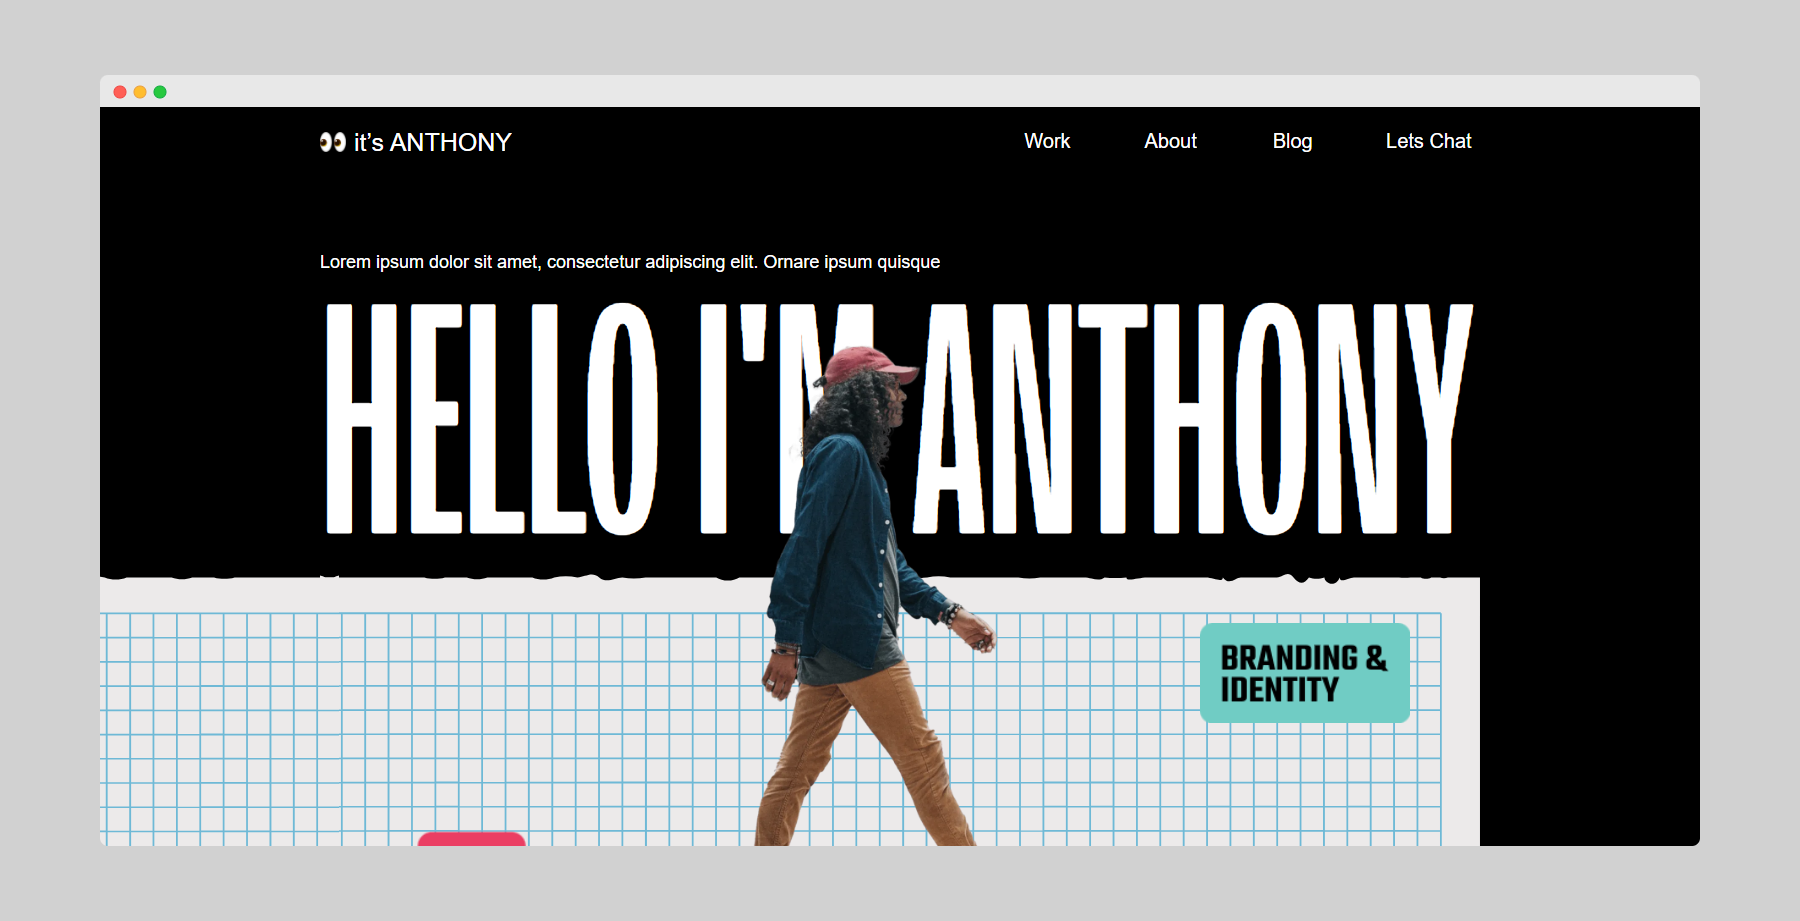 👀 it’s ANTHONY
Work About Blog Lets Chat
Lorem ipsum dolor sit amet, consectetur adipiscing elit. Ornare ipsum quisque
HELLO I'M ANTHONY
BRANDING &
IDENTITY